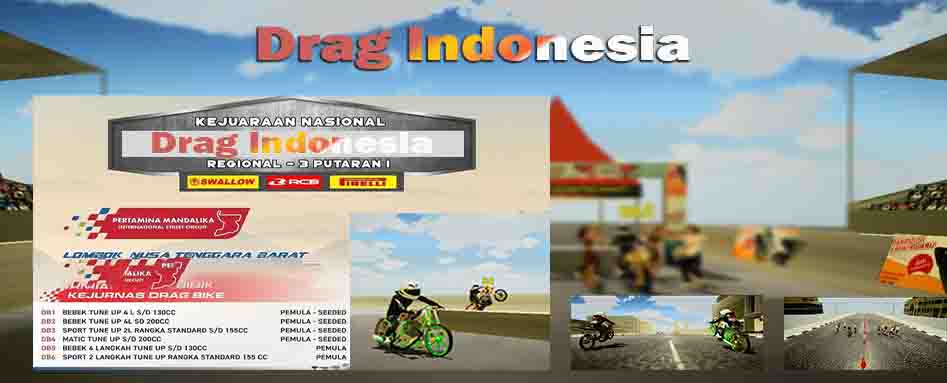 Drag Indonesia
KEJUARAAN NASIONAL
Drag Indonesia
REGIONAL - 3 PUTARAN I
SWALLOW RCB PIRELLI
PERTAMINA MANDALIKA
INTERNATIONAL STREET CIRCUIT
LOMBOK NUSA TENGGARA BARAT
ALIKA
PEI
KEJURNAS DRAG BIKE
DB1 BEBEK TUNE UP 4 L S/D 130CC PEMULA - SEEDED
DB2 BEBEK TUNE UP 4L SD 200CC PEMULA - SEEDED
DB3 SPORT TUNE UP 2L RANGKA STANDARD S/D 155CC PEMULA - SEEDED
DB4 MATIC TUNE UP S/D 200CC PEMULA - SEEDED
DB5 BEBEK 4 LANGKAH TUNE UP S/D 130CC PEMULA
DB6 SPORT 2 LANGKAH TUNE UP RANGKA STANDARD 155 CC PEMULA